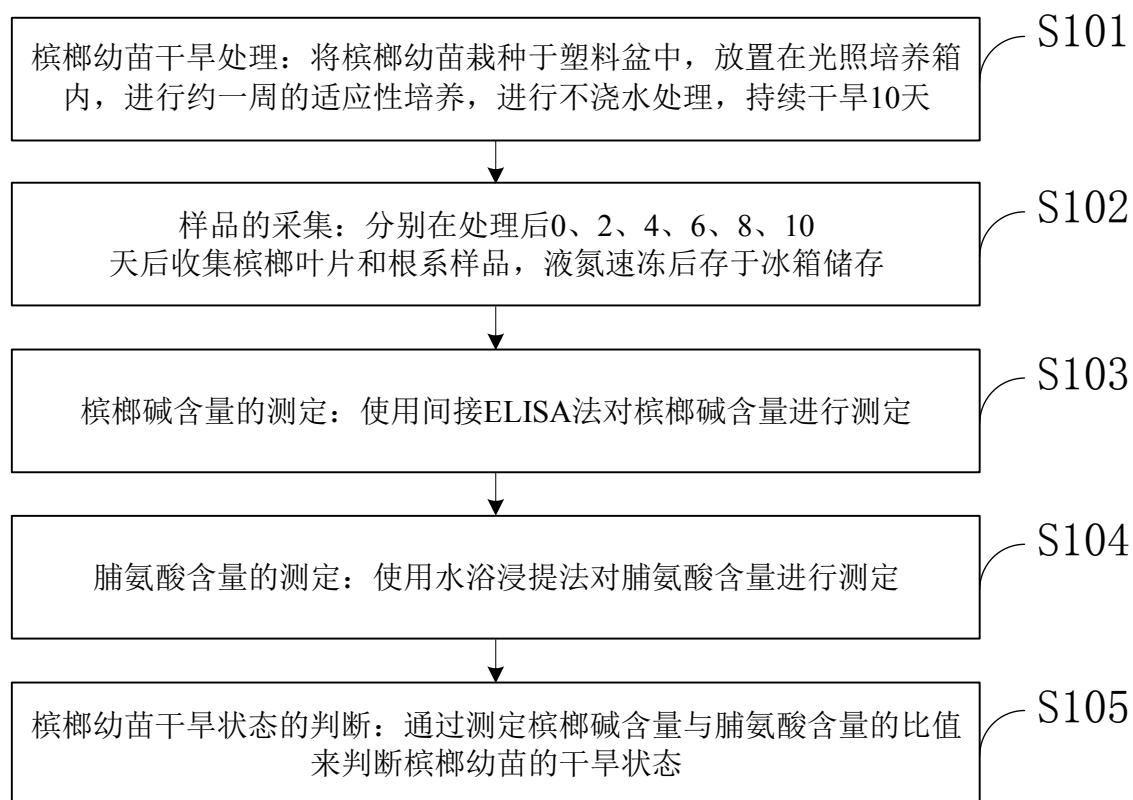 槟榔幼苗干旱处理：将槟榔幼苗栽种于塑料盆中，放置在光照培养箱
内，进行约一周的适应性培养，进行不浇水处理，持续干旱10天
S101
样品的采集：分别在处理后0、2、4、6、8、10
天后收集槟榔叶片和根系样品，液氮速冻后存于冰箱储存
S102
槟榔碱含量的测定：使用间接ELISA法对槟榔碱含量进行测定
S103
脯氨酸含量的测定：使用水浴浸提法对脯氨酸含量进行测定
S104
槟榔幼苗干旱状态的判断：通过测定槟榔碱含量与脯氨酸含量的比值
来判断槟榔幼苗的干旱状态
S105